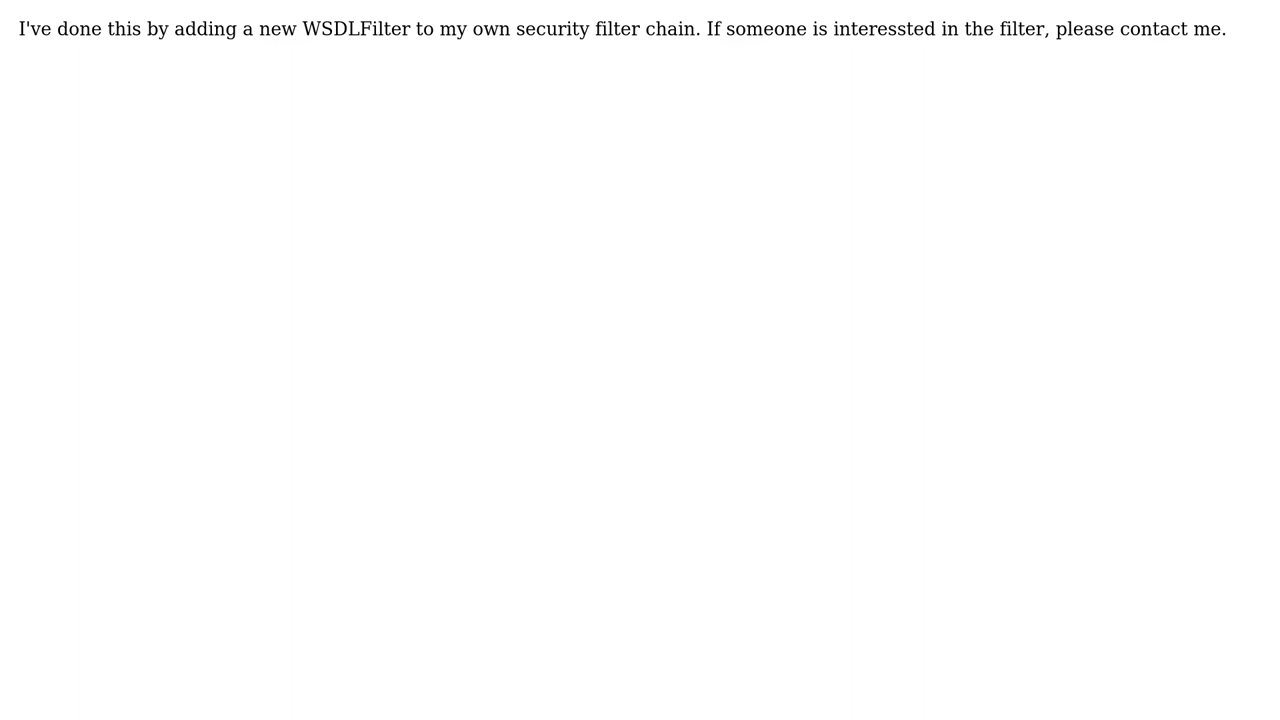 I've done this by adding a new WSDLFilter to my own security filter chain. If someone is interessted in the filter, please contact me.